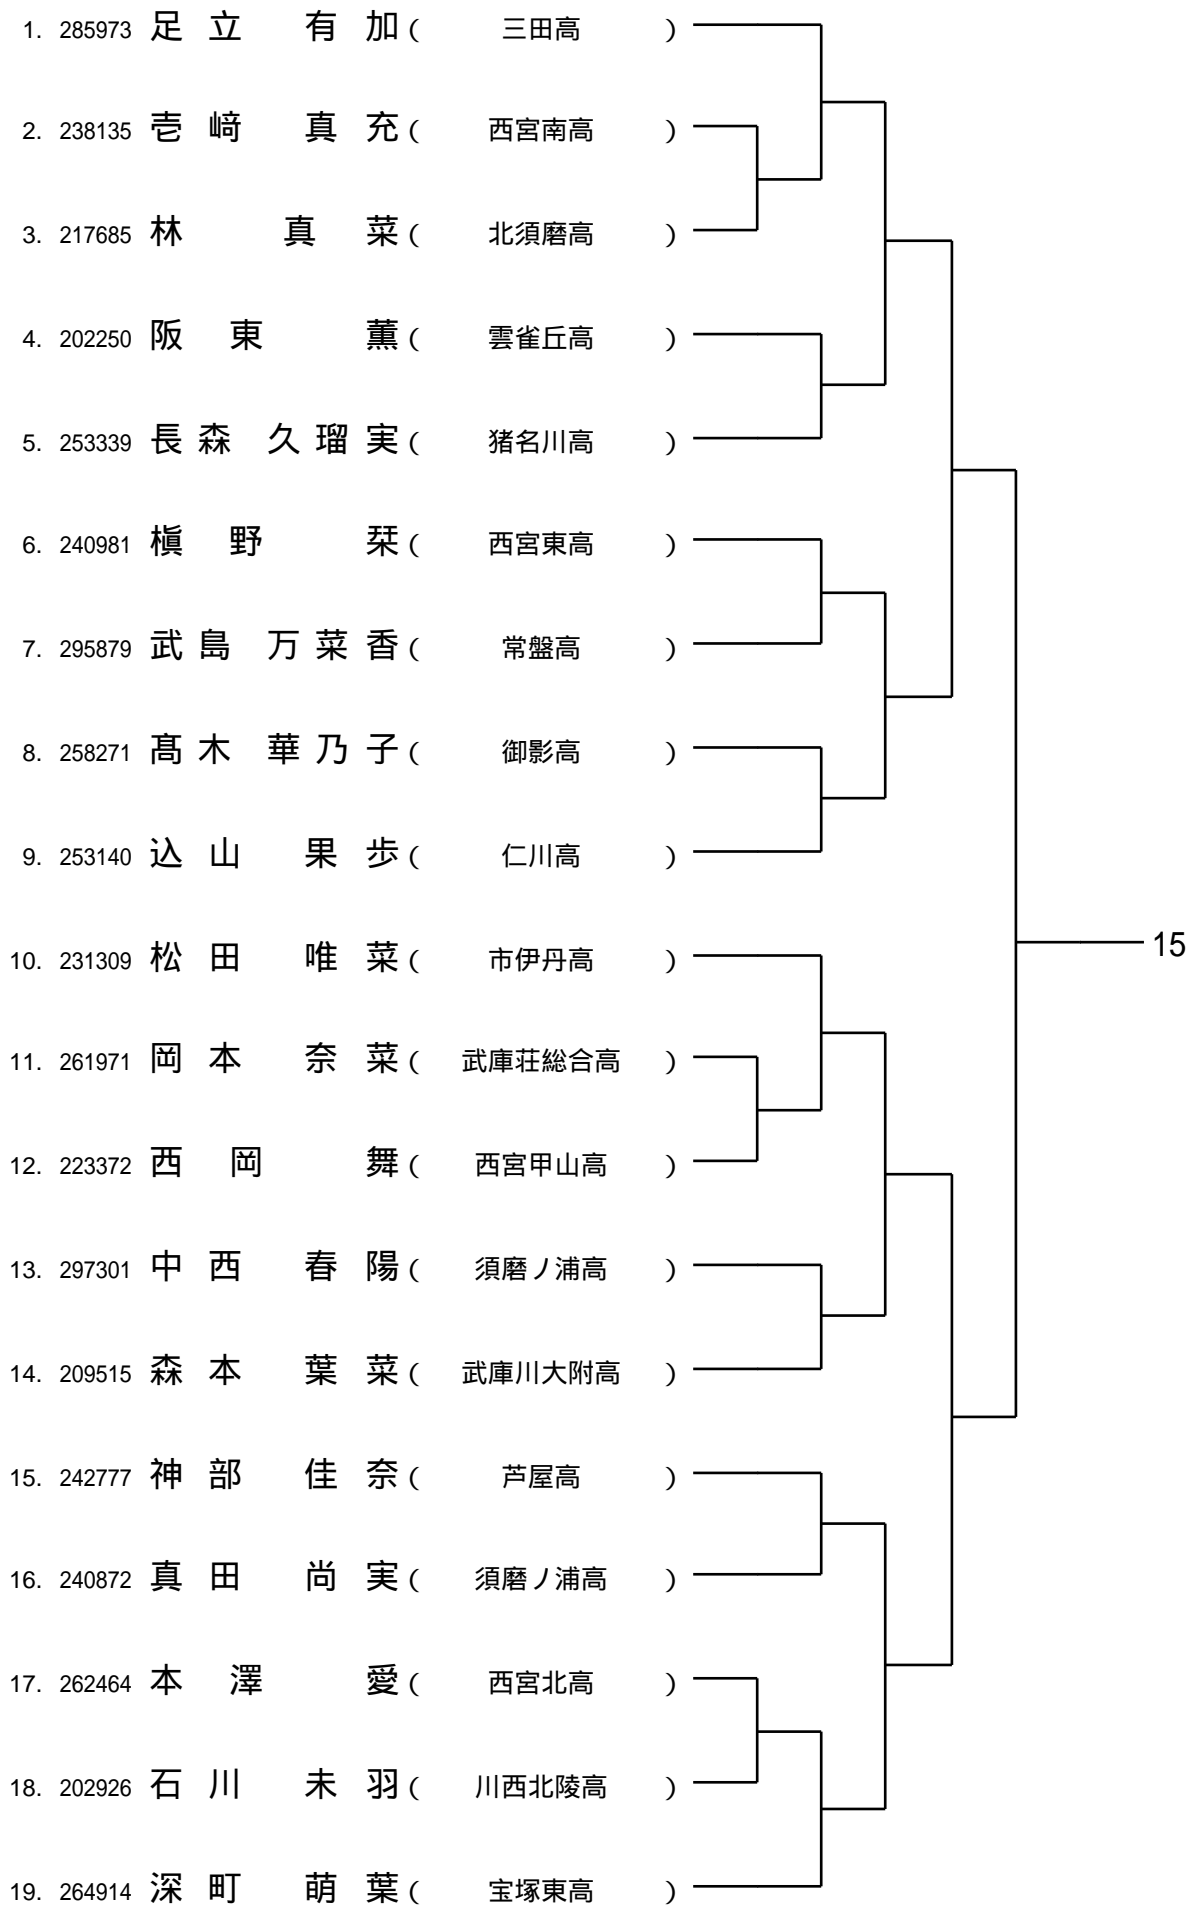 1. 285973 足立 有加 ( 三田高 )
2. 238135 壱﨑 真充 ( 西宮南高 )
3. 217685 林 真菜 ( 北須磨高 )
4. 202250 阪東 薫 ( 雲雀丘高 )
5. 253339 長森 久瑠実 ( 猪名川高 )
6. 240981 槇野 栞 ( 西宮東高 )
7. 295879 武島 万菜香 ( 常盤高 )
8. 258271 髙木 華乃子 ( 御影高 )
9. 253140 込山 果歩 ( 仁川高 )
15
10. 231309 松田 唯菜 ( 市伊丹高 )
11. 261971 岡本 奈菜 ( 武庫荘総合高 )
12. 223372 西岡 舞 ( 西宮甲山高 )
13. 297301 中西 春陽 ( 須磨ノ浦高 )
14. 209515 森本 葉菜 ( 武庫川大附高 )
15. 242777 神部 佳奈 ( 芦屋高 )
16. 240872 真田 尚実 ( 須磨ノ浦高 )
17. 262464 本澤 愛 ( 西宮北高 )
18. 202926 石川 未羽 ( 川西北陵高 )
19. 264914 深町 萌葉 ( 宝塚東高 )